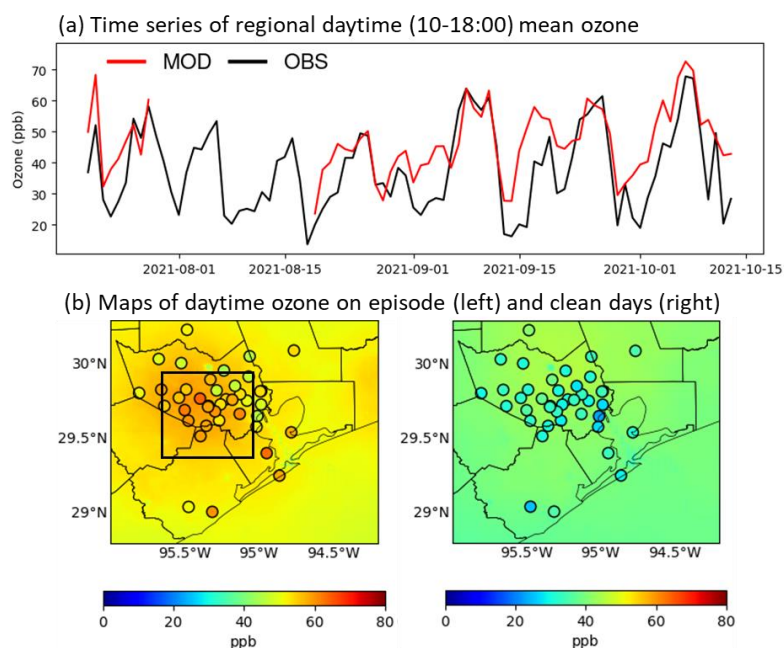 (a) Time series of regional daytime (10-18:00) mean ozone
MOD OBS
Ozone (ppb)
70
60
50
40
30
20
2021-08-01 2021-08-15 2021-09-01 2021-09-15 2021-10-01 2021-10-15
(b) Maps of daytime ozone on episode (left) and clean days (right)
30°N 30°N
29.5°N 29.5°N
29°N 29°N
95.5°W 95°W 94.5°W 95.5°W 95°W 94.5°W
0 20 40 60 80 0 20 40 60 80
ppb ppb